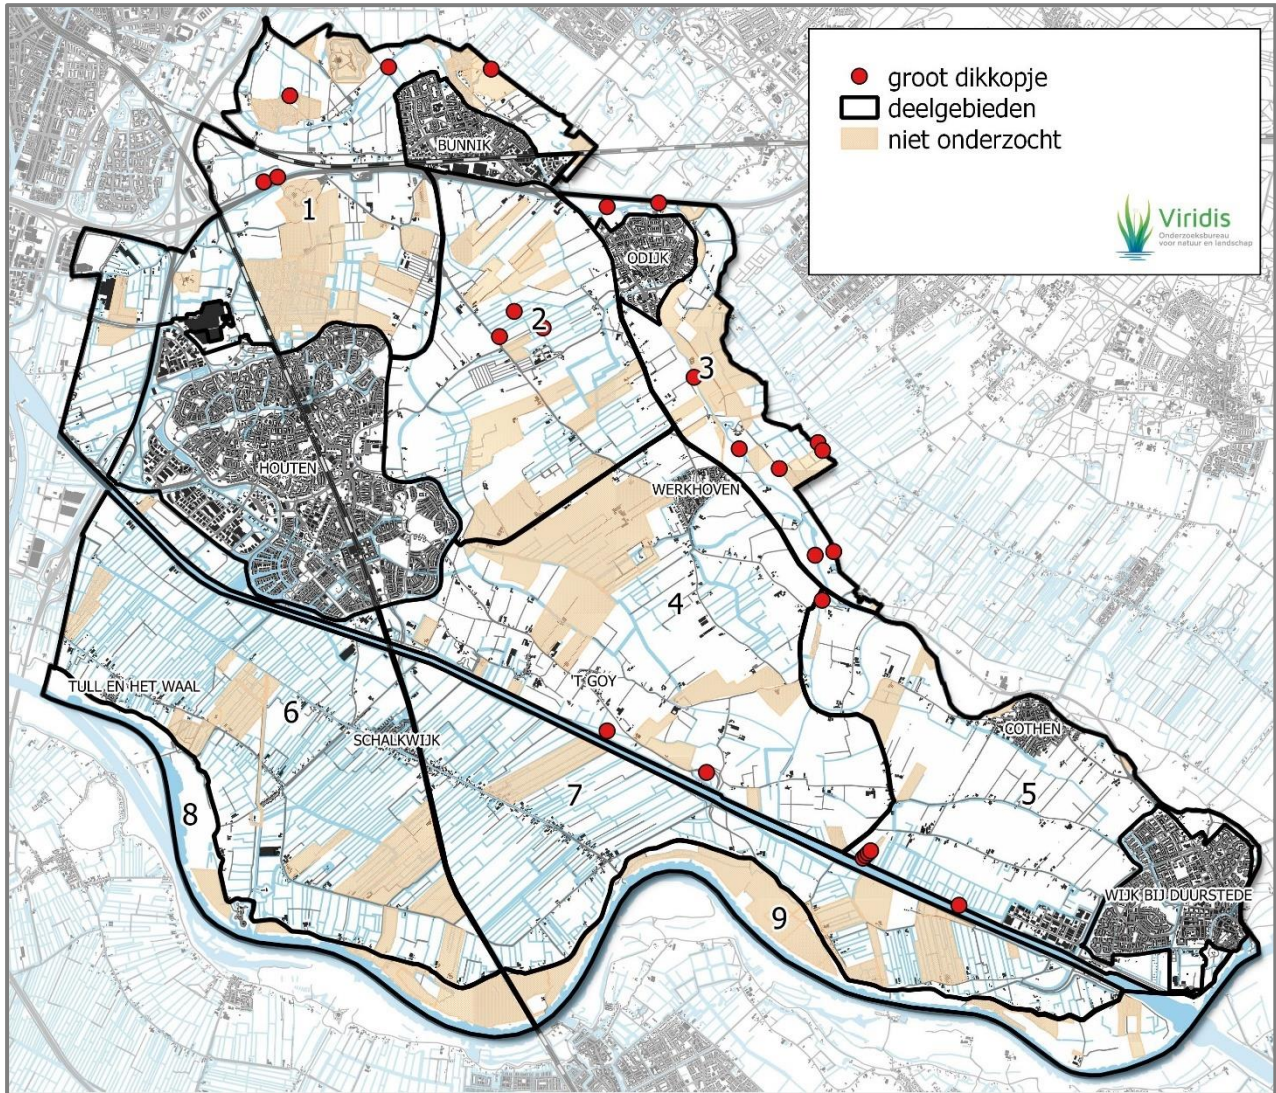 groot dikkopje
deelgebieden
niet onderzocht
Viridis
Onderzoeksbureau
voor natuur en landschap
BUNNIK
1
ODIJK
2
3
HOUTEN
WERKHOVEN
4
'T GOY
TULL EN HET WAAL
6
SCHALKWIJK
COTHEN
7
5
8
WIJK BIJ DUURSTEDE
9